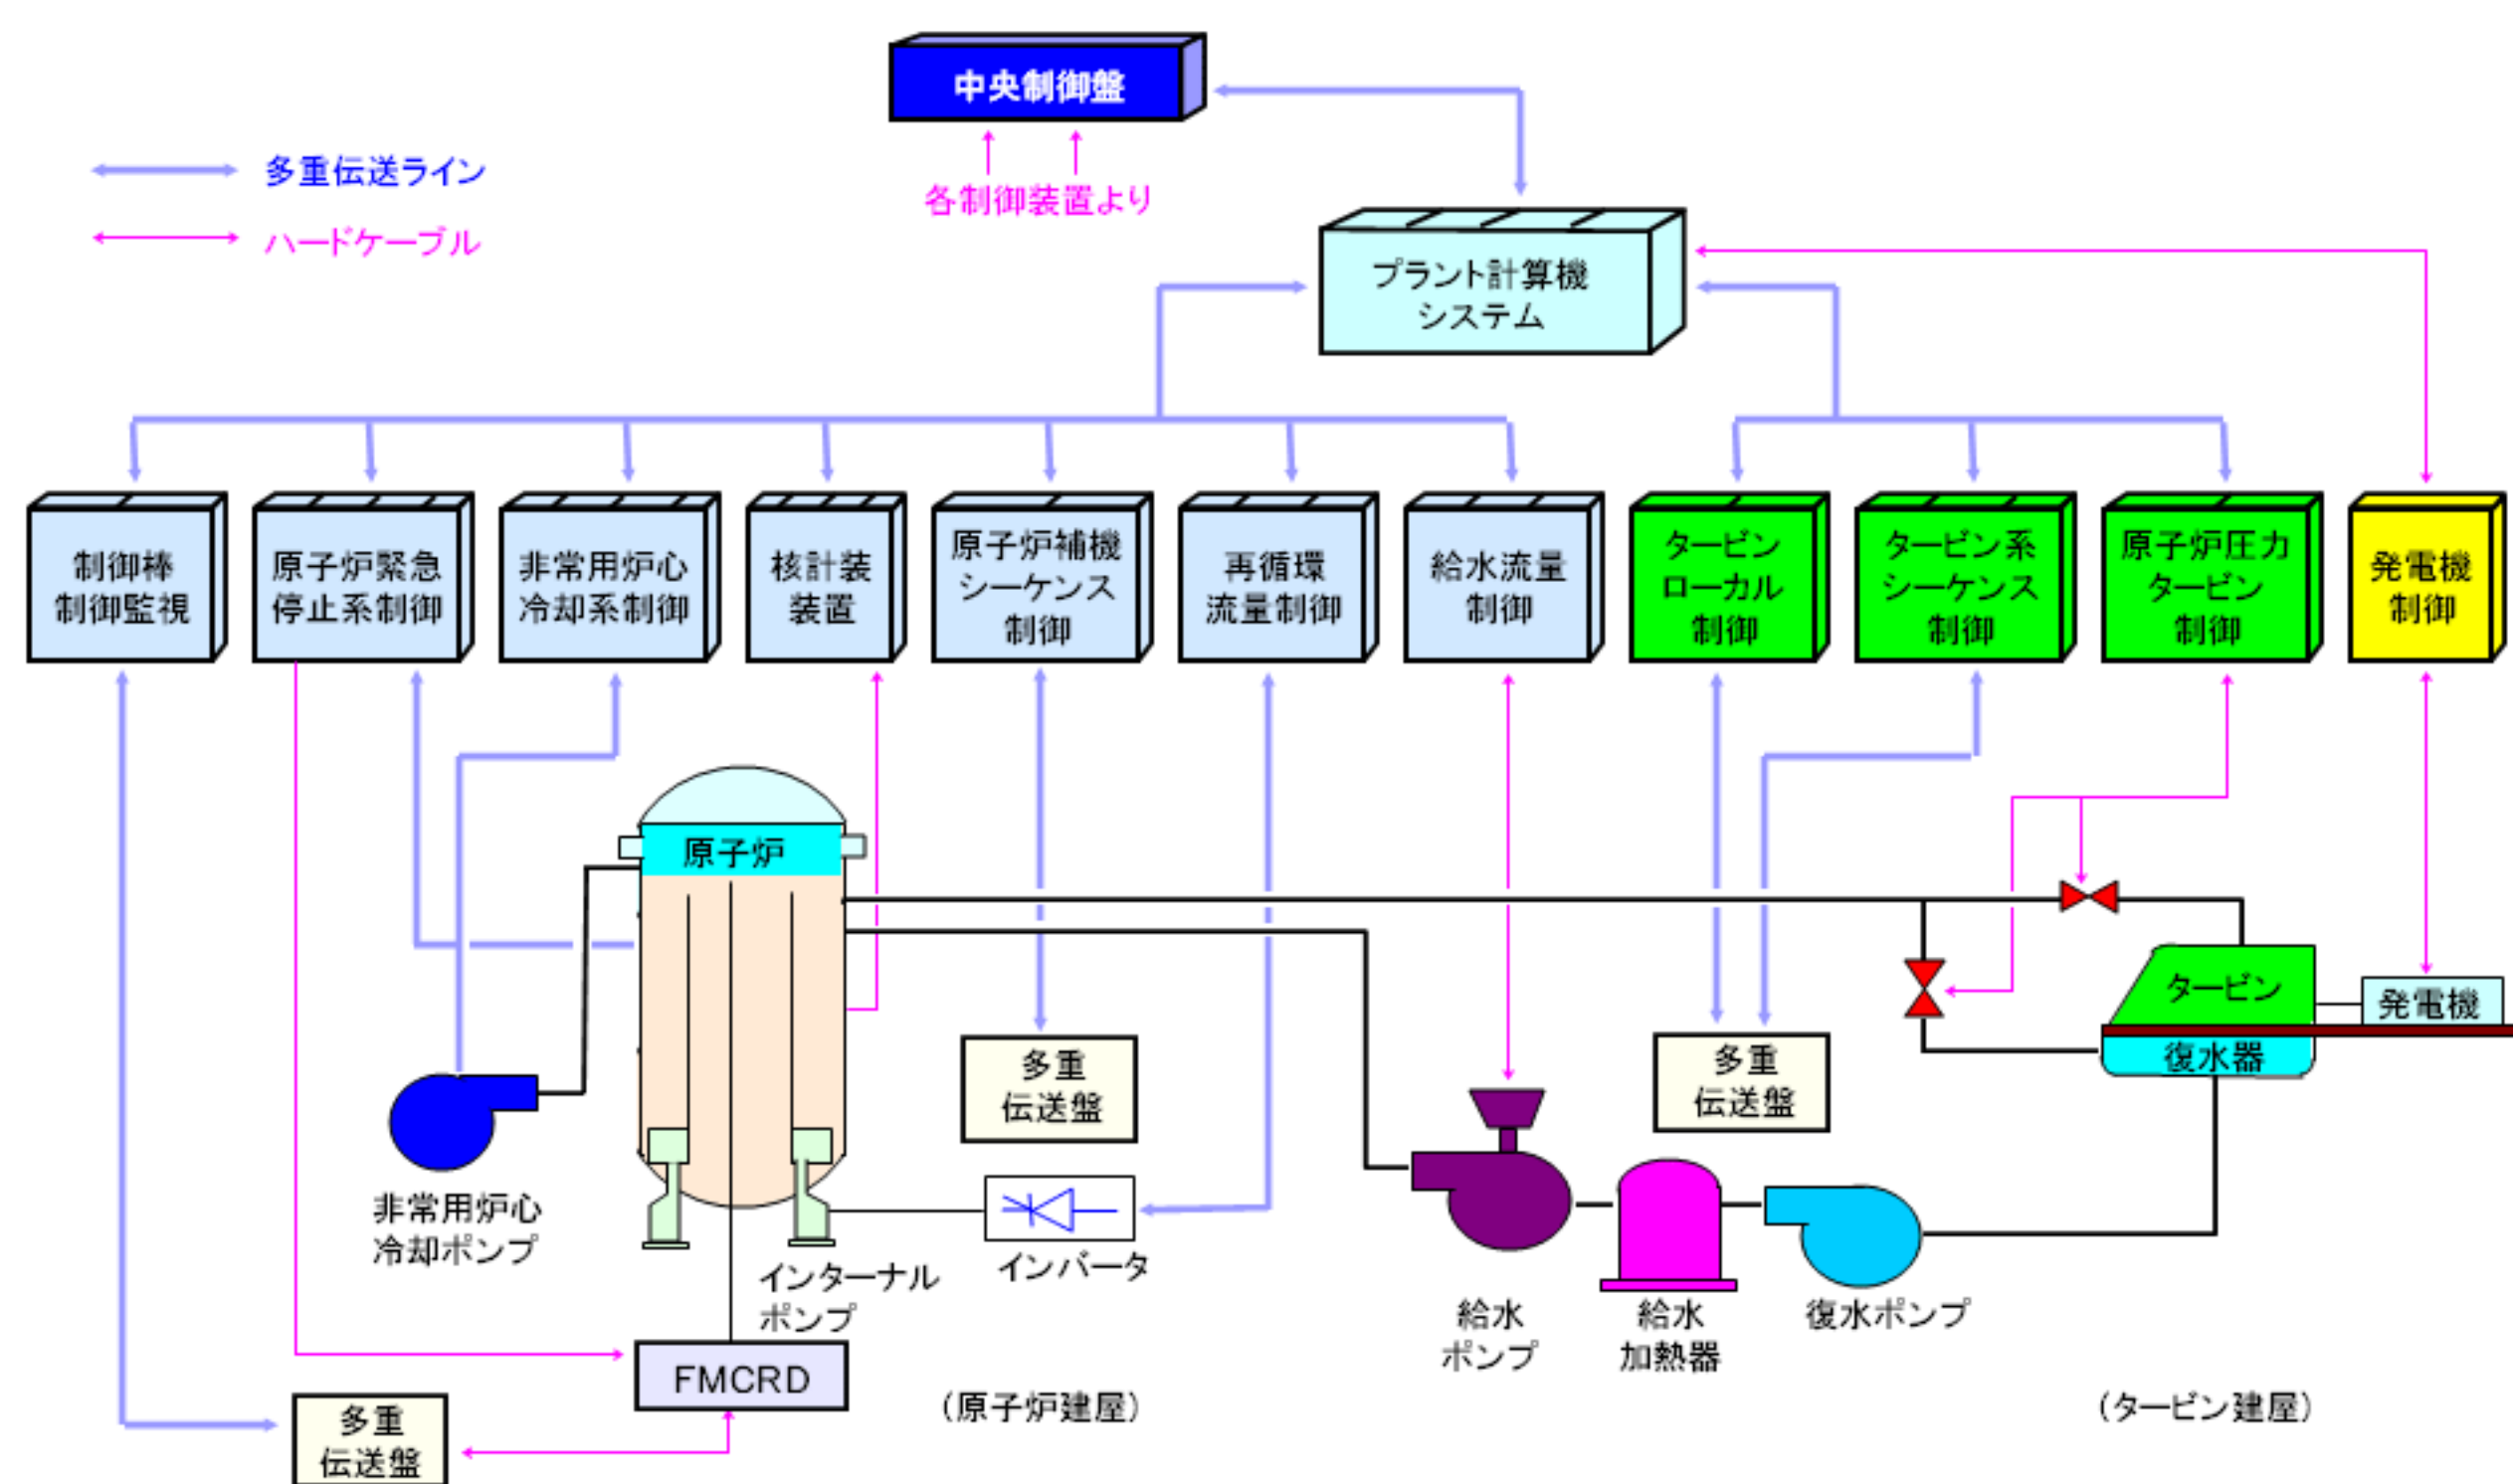 中央制御盤
多重伝送ライン
各制御装置より
ハードケーブル
プラント計算機
システム
制御棒
制御監視
原子炉緊急
停止系制御
非常用炉心
冷却系制御
核計装
装置
原子炉補機
シーケンス
制御
再循環
流量制御
給水流量
制御
タービン
ローカル
制御
タービン系
シーケンス
制御
原子炉圧力
タービン
制御
発電機
制御
原子炉
タービン
発電機
復水器
多重
伝送盤
多重
伝送盤
非常用炉心
冷却ポンプ
インターナル
ポンプ
インバータ
給水
ポンプ
給水
加熱器
復水ポンプ
FMCRD
(原子炉建屋)
(タービン建屋)
多重
伝送盤